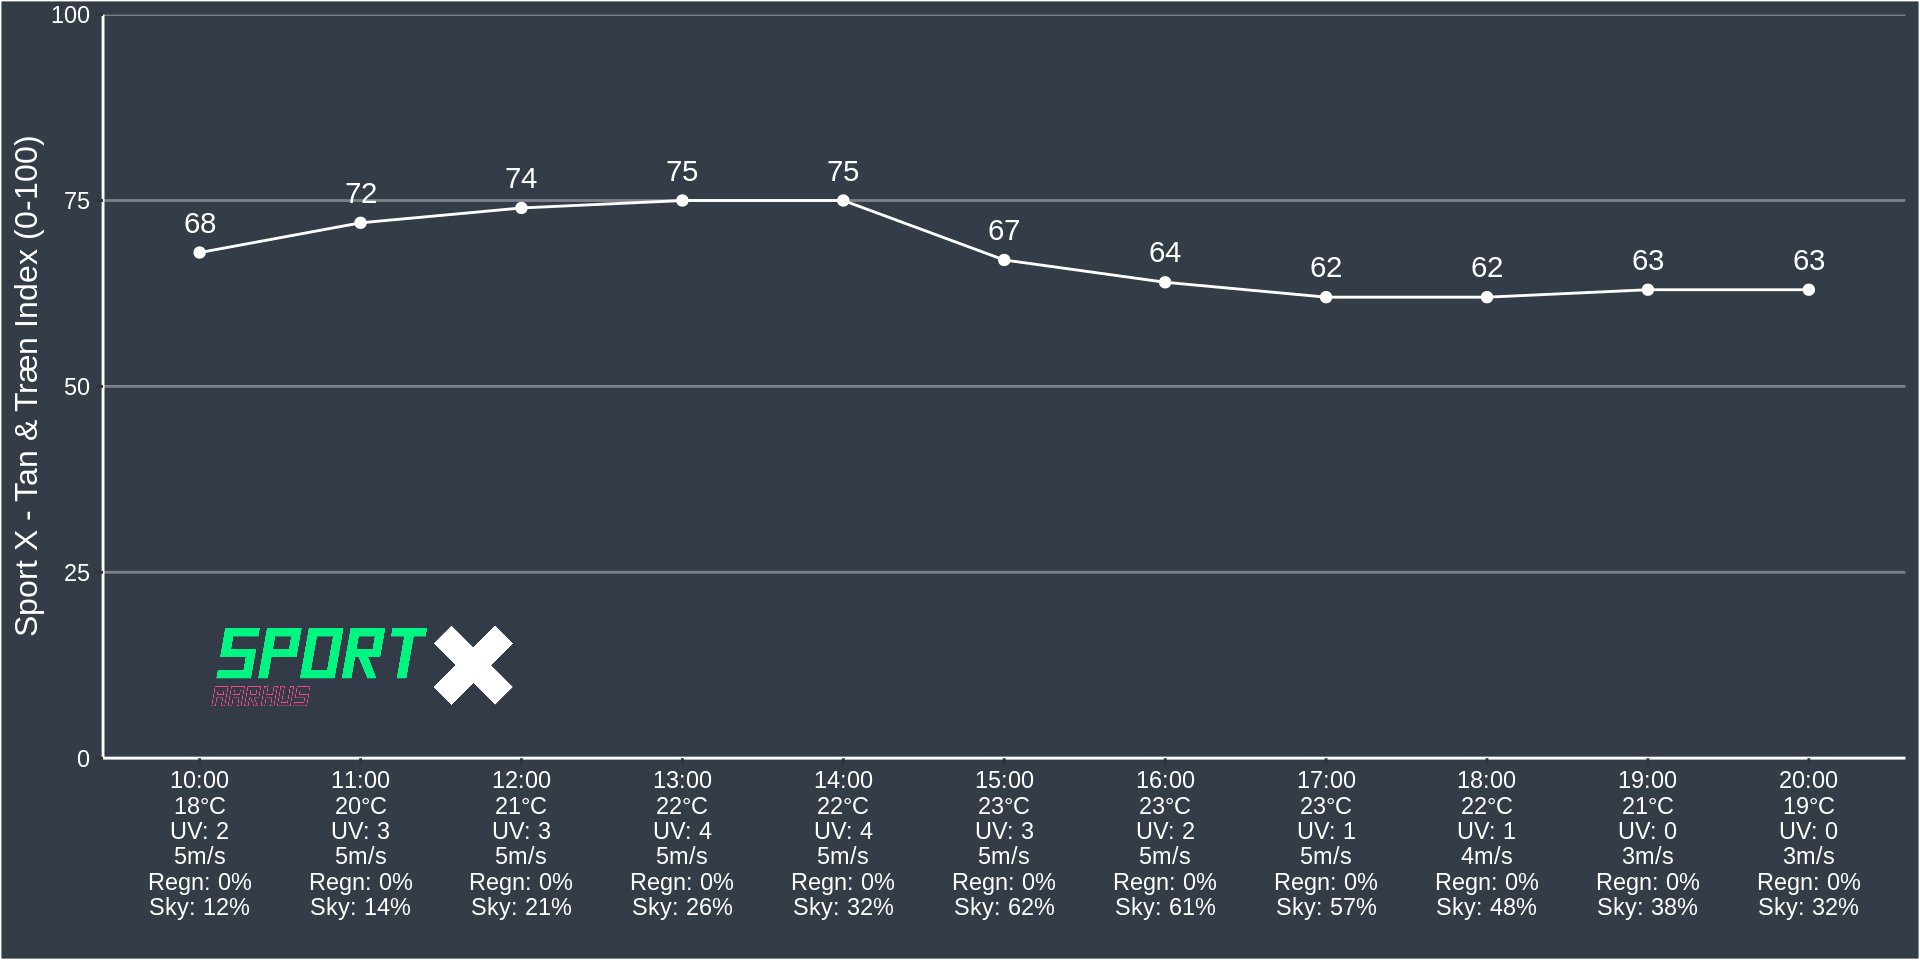 Sport X - Tan & Træn Index (0-100)
100
75
50
25
0
68
72
74
75
75
67
64
62
62
63
63
SPORT X
AARHUS
10:00 11:00 12:00 13:00 14:00 15:00 16:00 17:00 18:00 19:00 20:00
18°C 20°C 21°C 22°C 22°C 23°C 23°C 23°C 22°C 21°C 19°C
UV: 2 UV: 3 UV: 3 UV: 4 UV: 4 UV: 3 UV: 2 UV: 1 UV: 1 UV: 0 UV: 0
5m/s 5m/s 5m/s 5m/s 5m/s 5m/s 5m/s 5m/s 4m/s 3m/s 3m/s
Regn: 0% Regn: 0% Regn: 0% Regn: 0% Regn: 0% Regn: 0% Regn: 0% Regn: 0% Regn: 0% Regn: 0% Regn: 0%
Sky: 12% Sky: 14% Sky: 21% Sky: 26% Sky: 32% Sky: 62% Sky: 61% Sky: 57% Sky: 48% Sky: 38% Sky: 32%